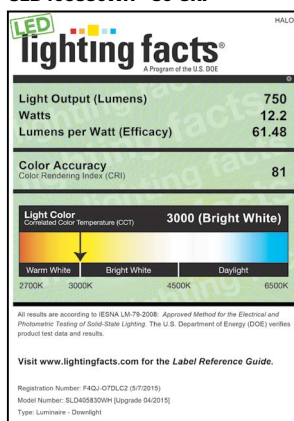 HALO
LED
lighting facts®
A Program of the U.S. DOE
Light Output (Lumens) 750
Watts 12.2
Lumens per Watt (Efficacy) 61.48
Color Accuracy 81
Color Rendering Index (CRI)
Light Color 3000 (Bright White)
Correlated Color Temperature (CCT)
Warm White Bright White Daylight
2700K 3000K 4500K 6500K
All results are according to IESNA LM-79-2008: Approved Method for the Electrical and
Photometric Testing of Solid-State Lighting. The U.S. Department of Energy (DOE) verifies
product test data and results.
Visit www.lightingfacts.com for the Label Reference Guide.
Registration Number: F4QJ-O7DLC2 (5/7/2015)
Model Number: SLD405830WH [Upgrade 04/2015]
Type: Luminaire - Downlight